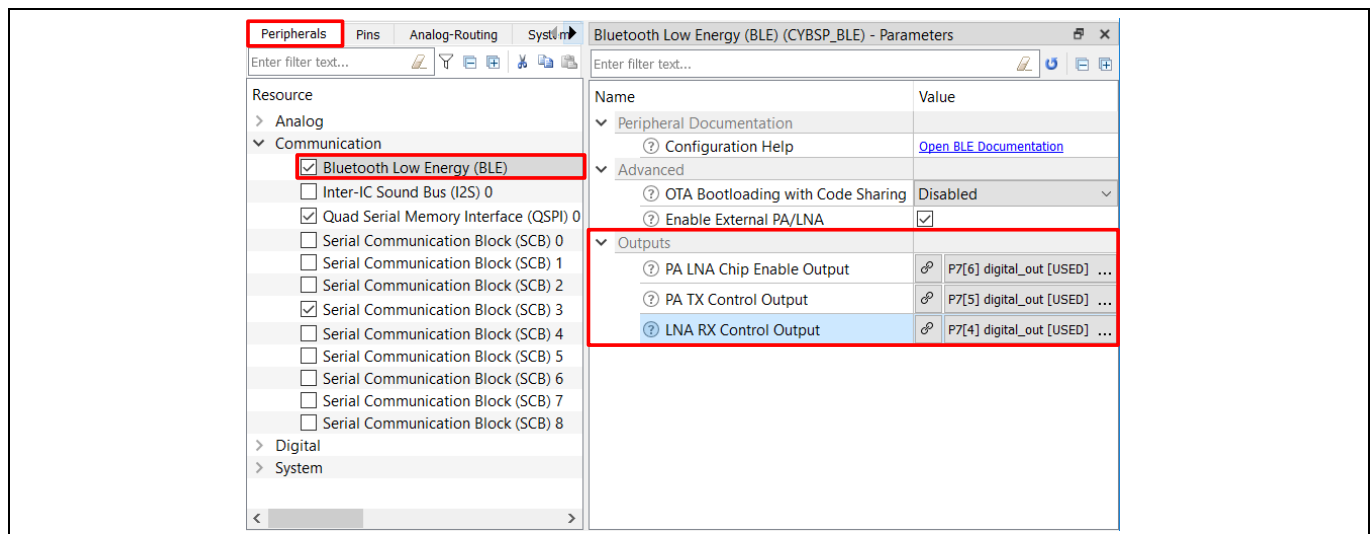 Peripherals Pins Analog-Routing System
Enter filter text...
Resource
Analog
Communication
Bluetooth Low Energy (BLE)
Inter-IC Sound Bus (I2S) 0
Quad Serial Memory Interface (QSPI) 0
Serial Communication Block (SCB) 0
Serial Communication Block (SCB) 1
Serial Communication Block (SCB) 2
Serial Communication Block (SCB) 3
Serial Communication Block (SCB) 4
Serial Communication Block (SCB) 5
Serial Communication Block (SCB) 6
Serial Communication Block (SCB) 7
Serial Communication Block (SCB) 8
Digital
System
Bluetooth Low Energy (BLE) (CYBSP_BLE) - Parameters
Enter filter text...
Name Value
Peripheral Documentation
Configuration Help Open BLE Documentation
Advanced
OTA Bootloading with Code Sharing Disabled
Enable External PA/LNA
Outputs
PA LNA Chip Enable Output P7[6] digital_out [USED] ...
PA TX Control Output P7[5] digital_out [USED] ...
LNA RX Control Output P7[4] digital_out [USED] ...